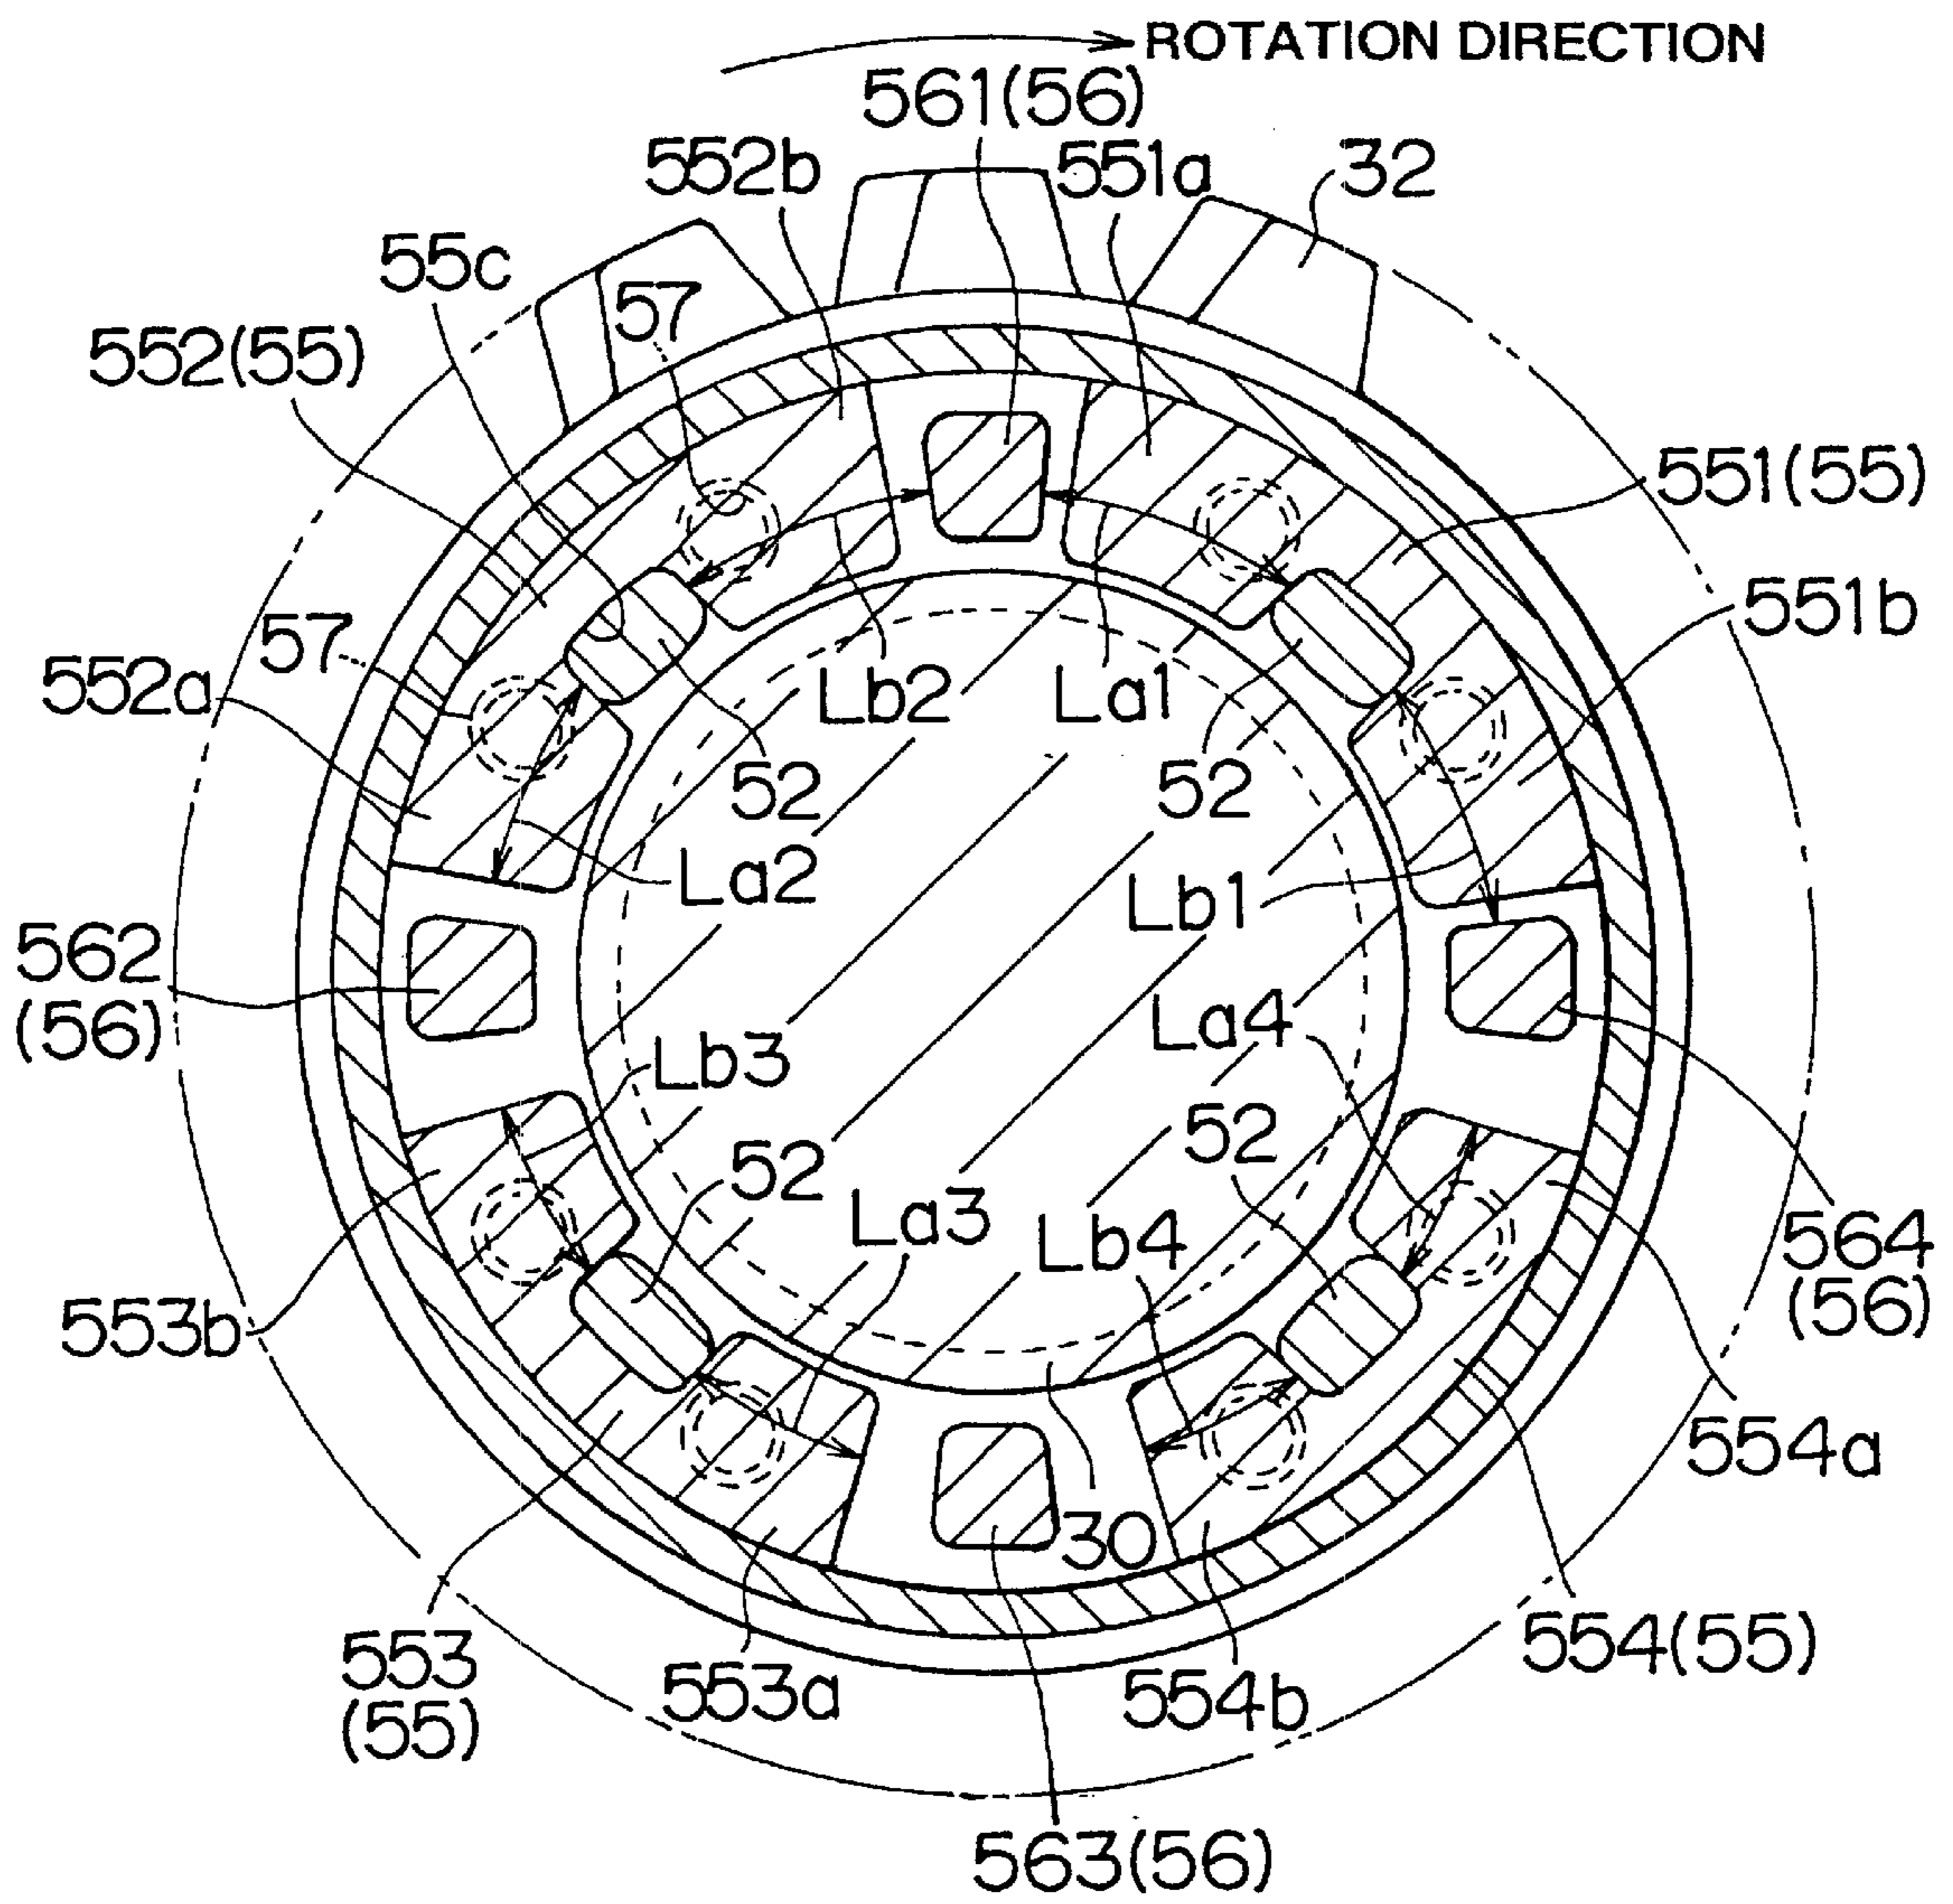 ROTATION DIRECTION
561(56)
552b
551a
32
55c
57
552(55)
551(55)
551b
57
552a
Lb2
La1
52
52
La2
Lb1
562
(56)
La4
Lb3
52
52
La3
Lb4
564
(56)
553b
554a
30
553
(55)
553a
554b
554(55)
563(56)